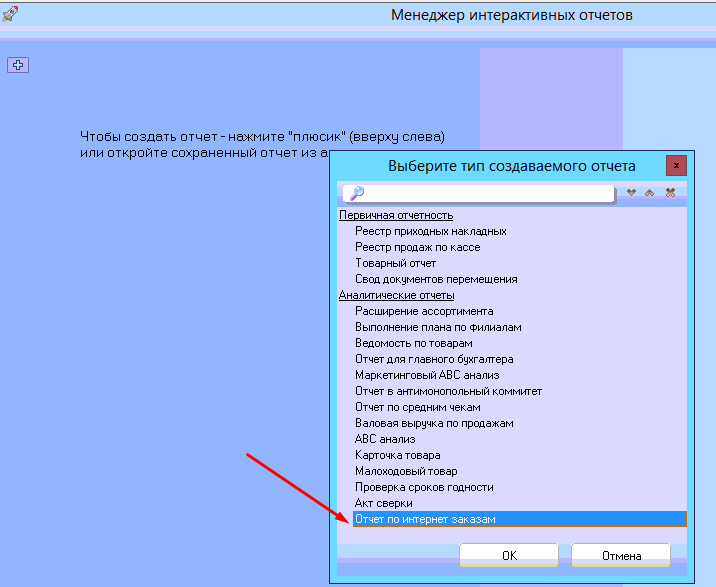 Менеджер интерактивных отчетов
Чтобы создать отчет - нажмите "плюсик" (вверху слева)
или откройте сохраненный отчет из а
Выберите тип создаваемого отчета
x
Первичная отчетность
Реестр приходных накладных
Реестр продаж по кассе
Товарный отчет
Свод документов перемещения
Аналитические отчеты
Расширение ассортимента
Выполнение плана по филиалам
Ведомость по товарам
Отчет для главного бухгалтера
Маркетинговый ABC анализ
Отчет в антимонопольный коммитет
Отчет по средним чекам
Валовая выручка по продажам
ABC анализ
Карточка товара
Малоходовый товар
Проверка сроков годности
Акт сверки
Отчет по интернет заказам
OK
Отмена